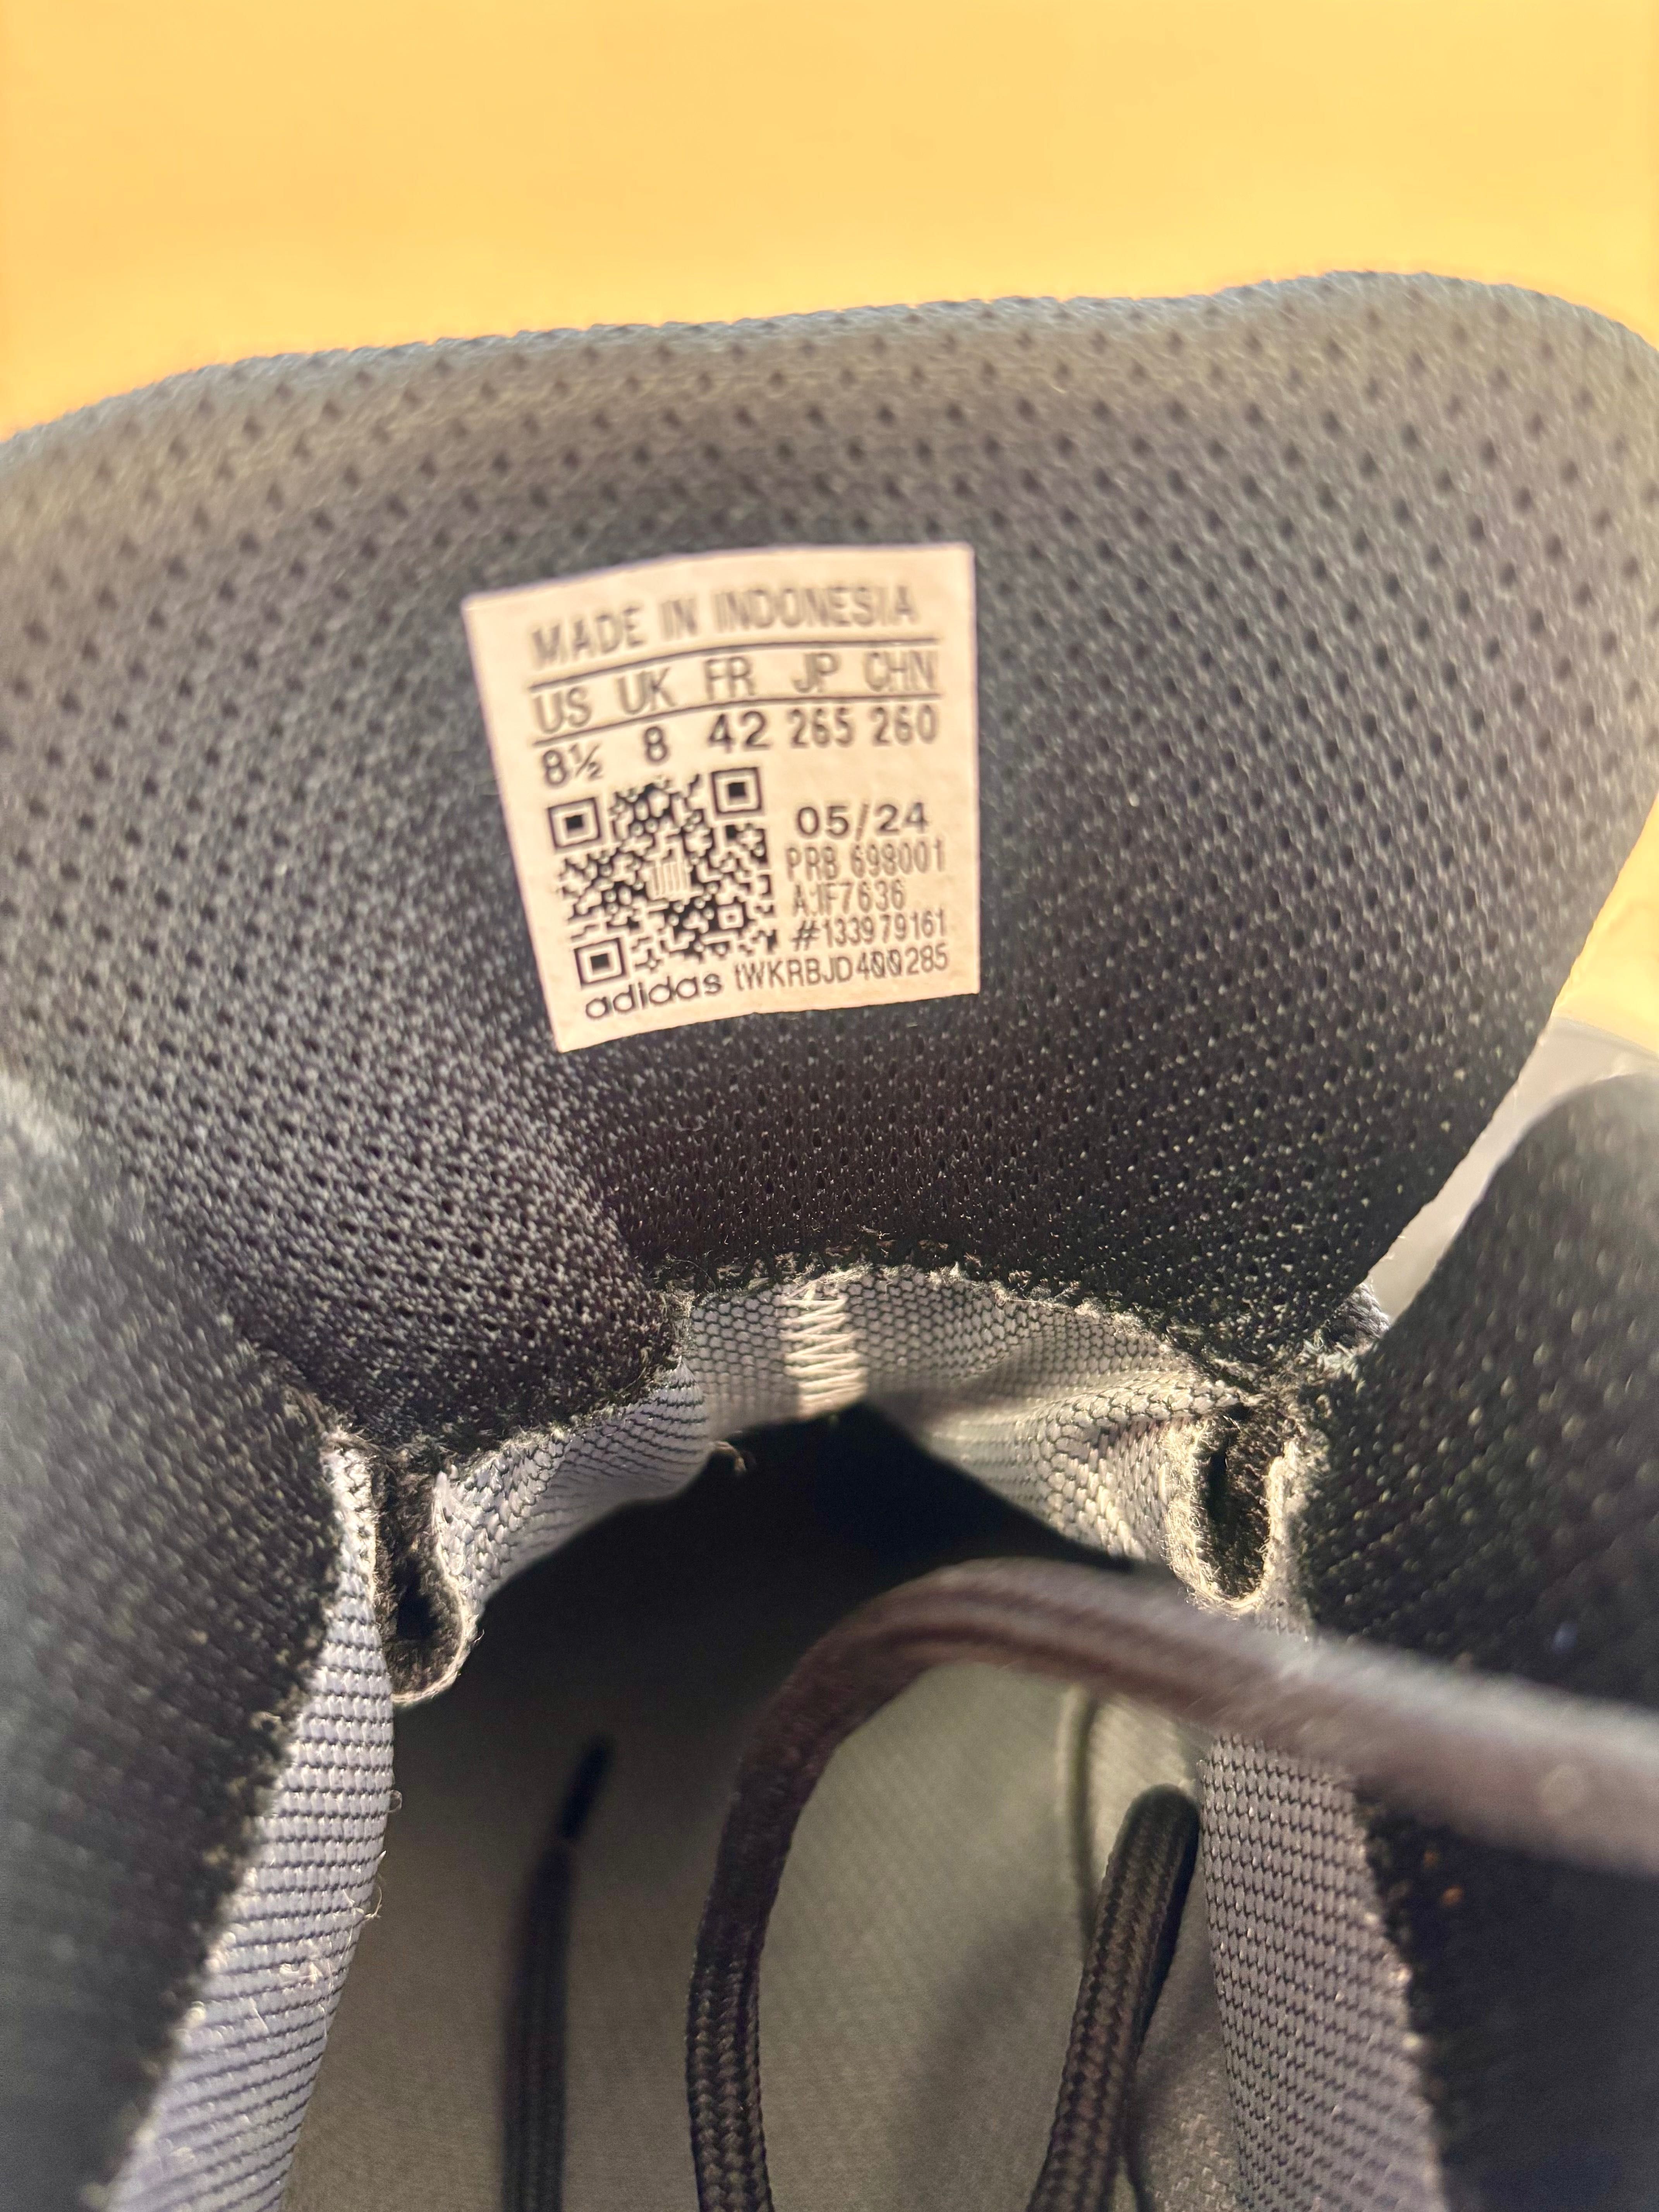 MADE IN INDONESIA
US UK FR JP CHN
8½ 8 42 265 260
05/24
PRB 698001
A:IF7636
#133979161
adidas tWKRBJD400285